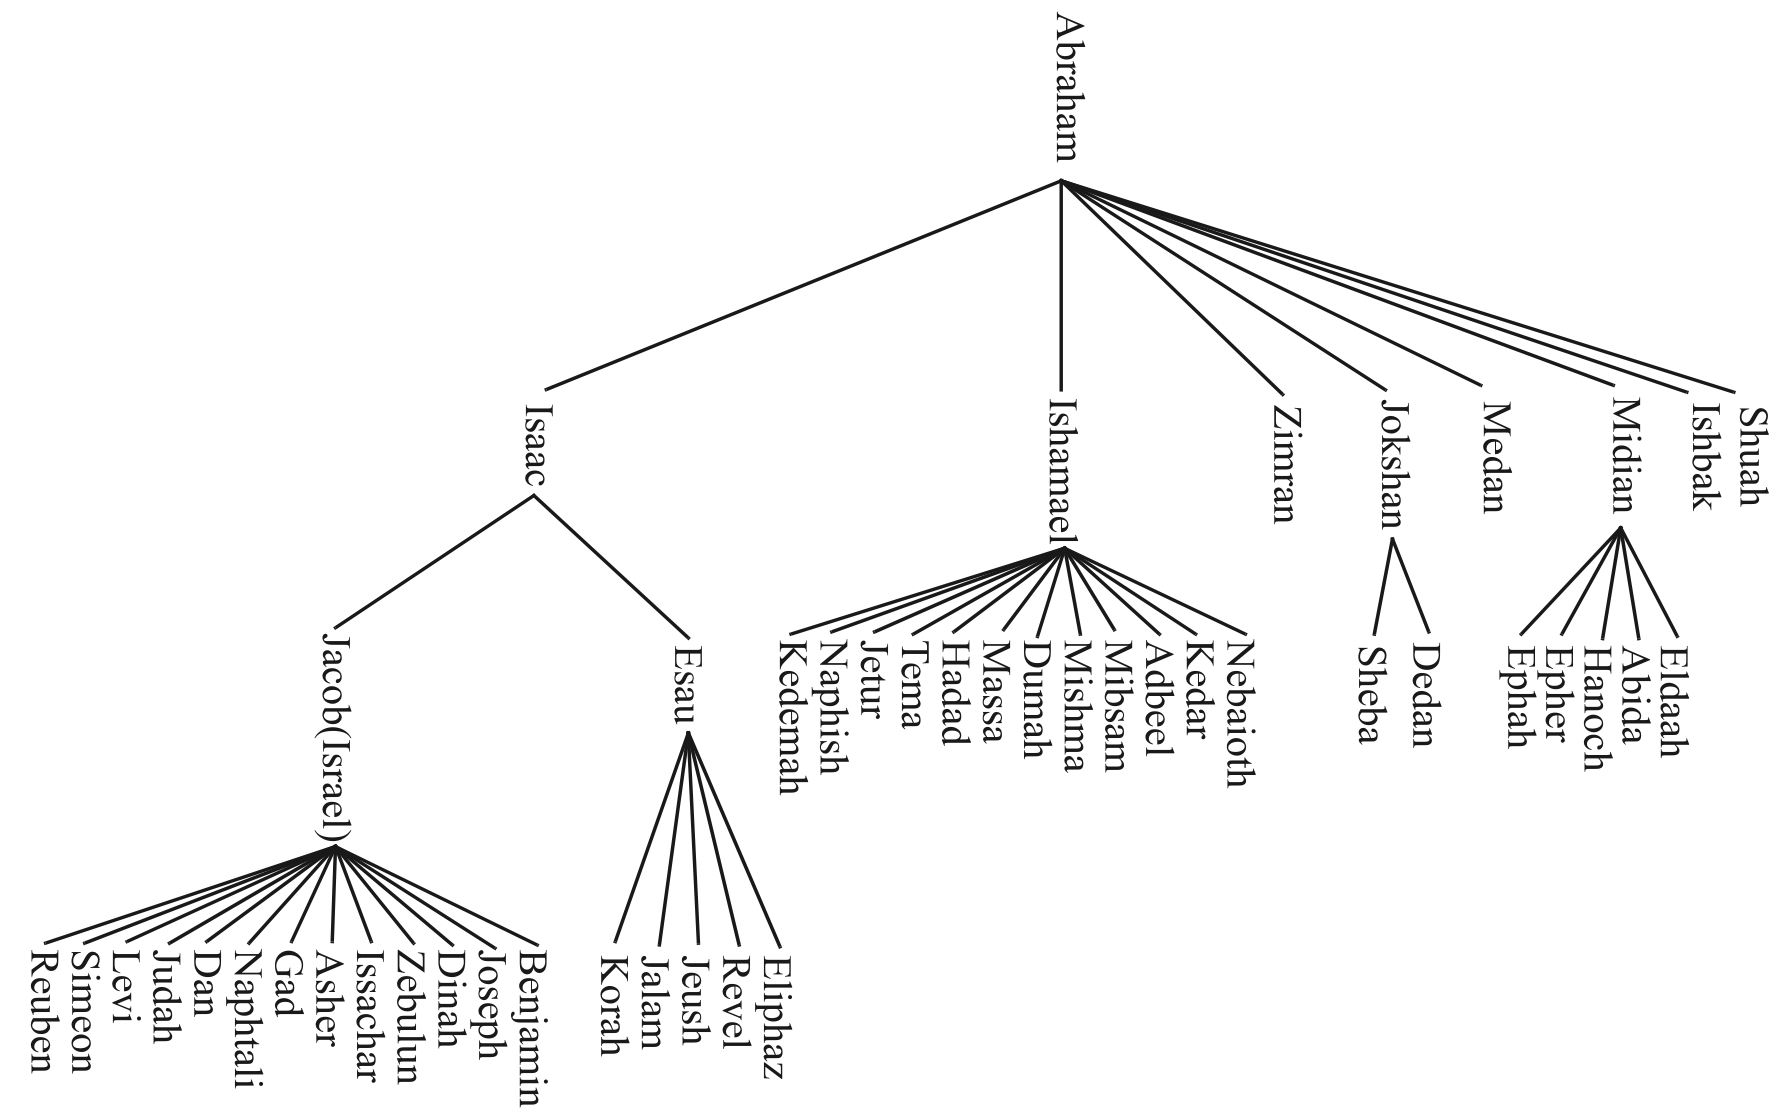 Abraham
Isaac
Ishamael
Zimran
Jokshan
Medan
Midian
Ishbak
Shuah
Jacob(Israel)
Esau
Kedemah
Naphish
Jetur
Tema
Hadad
Massa
Dumah
Mishma
Mibsam
Adbeel
Kedar
Nebaioth
Sheba
Dedan
Ephah
Epher
Hanoch
Abida
Eldaah
Reuben
Simeon
Levi
Judah
Dan
Naphtali
Gad
Asher
Issachar
Zebulun
Dinah
Joseph
Benjamin
Korah
Jalam
Jeush
Revel
Eliphaz